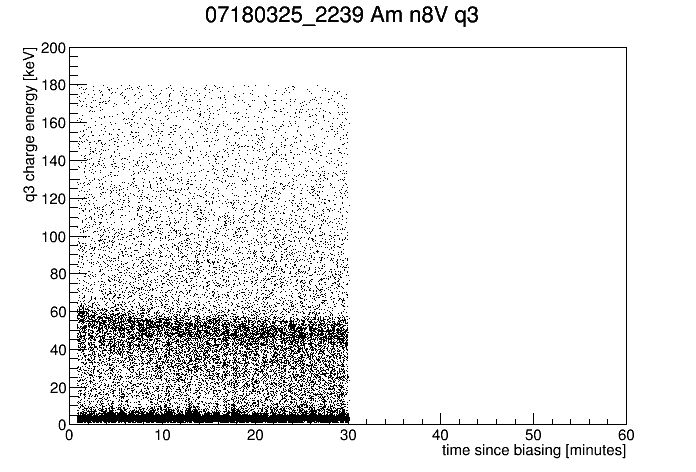 07180325_2239 Am n8V q3
q3 charge energy [keV]
200
180
160
140
120
100
80
60
40
20
0
0 10 20 30 40 50 60
time since biasing [minutes]